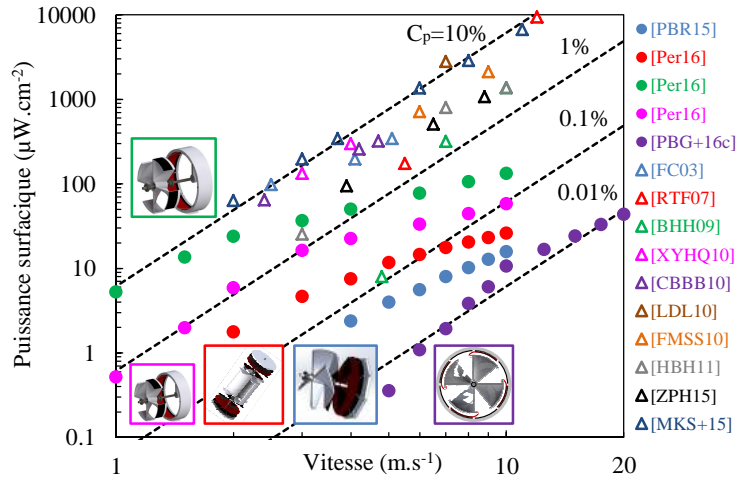 10000
1000
100
10
1
0.1
Puissance surfacique (µW.cm⁻²)
Cp=10%
1%
0.1%
0.01%
1
10
20
Vitesse (m.s⁻¹)
[PBR15]
[Per16]
[Per16]
[Per16]
[PBG+16c]
[FC03]
[RTF07]
[BHH09]
[XYHQ10]
[CBBB10]
[LDL10]
[FMSS10]
[HBH11]
[ZPH15]
[MKS+15]